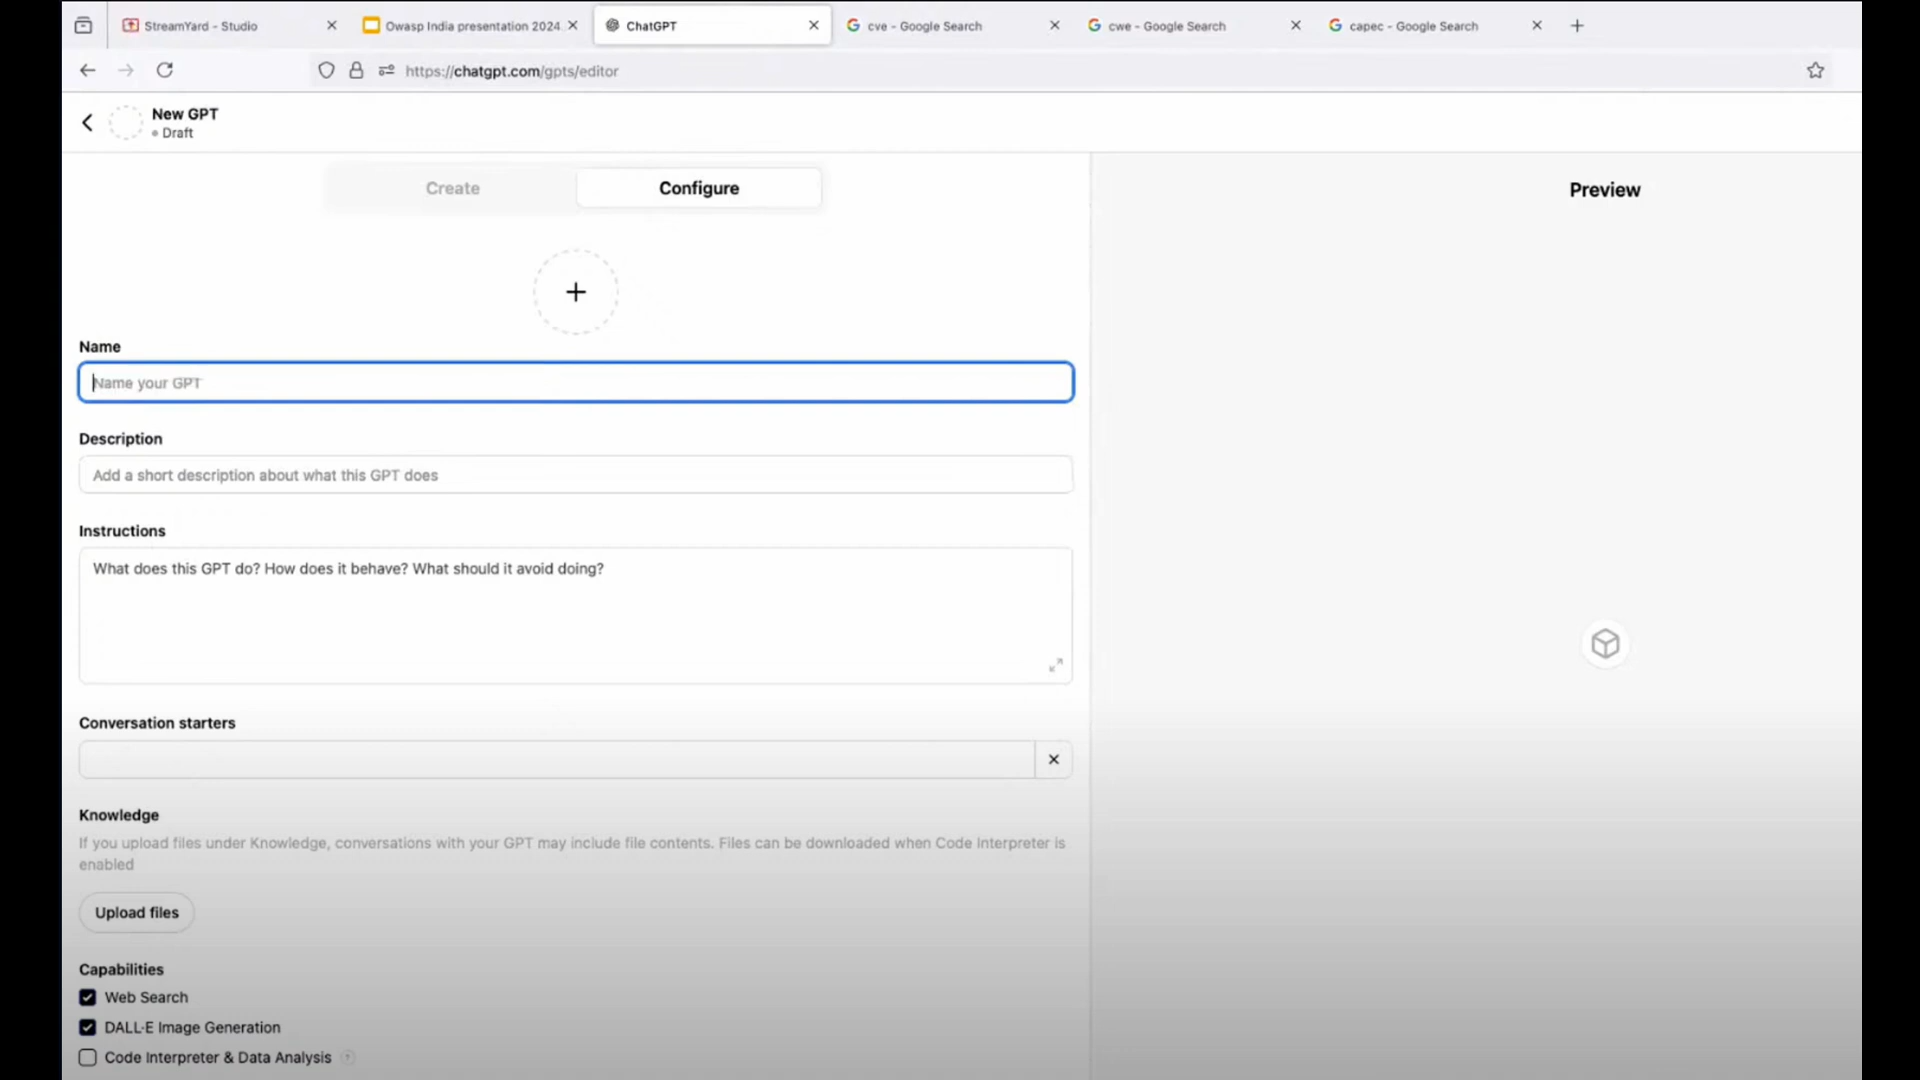 StreamYard - Studio
Owasp India presentation 2024
ChatGPT
cve - Google Search
cwe - Google Search
capec - Google Search
https://chatgpt.com/gpts/editor
New GPT
Draft
Create
Configure
Preview
Name
Name your GPT
Description
Add a short description about what this GPT does
Instructions
What does this GPT do? How does it behave? What should it avoid doing?
Conversation starters
Knowledge
If you upload files under Knowledge, conversations with your GPT may include file contents. Files can be downloaded when Code Interpreter is
enabled
Upload files
Capabilities
Web Search
DALL·E Image Generation
Code Interpreter & Data Analysis ?